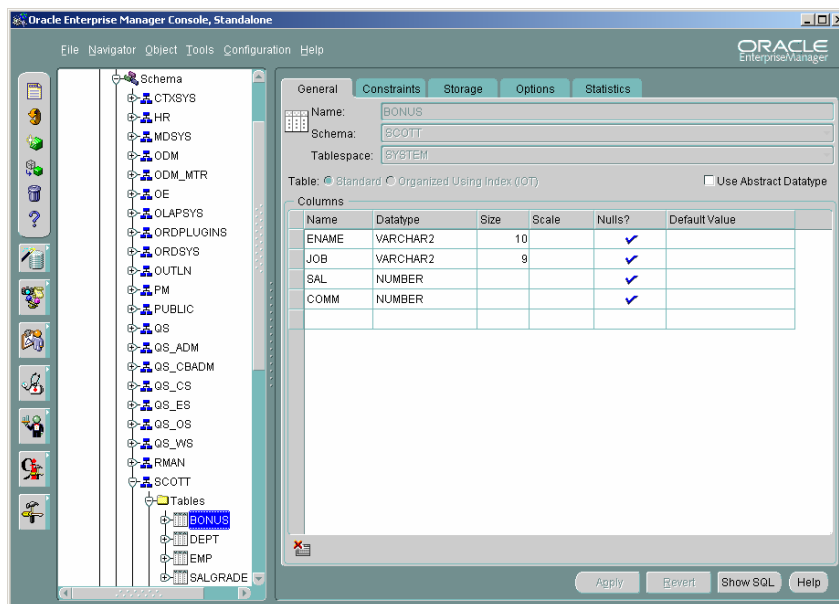 Oracle Enterprise Manager Console, Standalone
File Navigator Object Tools Configuration Help
ORACLE
EnterpriseManager
Schema
CTXSYS
HR
MDSYS
ODM
ODM_MTR
OE
OLAPSYS
ORDPLUGINS
ORDSYS
OUTLN
PM
PUBLIC
QS
QS_ADM
QS_CBADM
QS_CS
QS_ES
QS_OS
QS_WS
RMAN
SCOTT
Tables
BONUS
DEPT
EMP
SALGRADE
General Constraints Storage Options Statistics
Name: BONUS
Schema: SCOTT
Tablespace: SYSTEM
Table: Standard Organized Using Index (IOT) Use Abstract Datatype
Columns
Name Datatype Size Scale Nulls? Default Value
ENAME VARCHAR2 10
JOB VARCHAR2 9
SAL NUMBER
COMM NUMBER
Apply Revert Show SQL Help